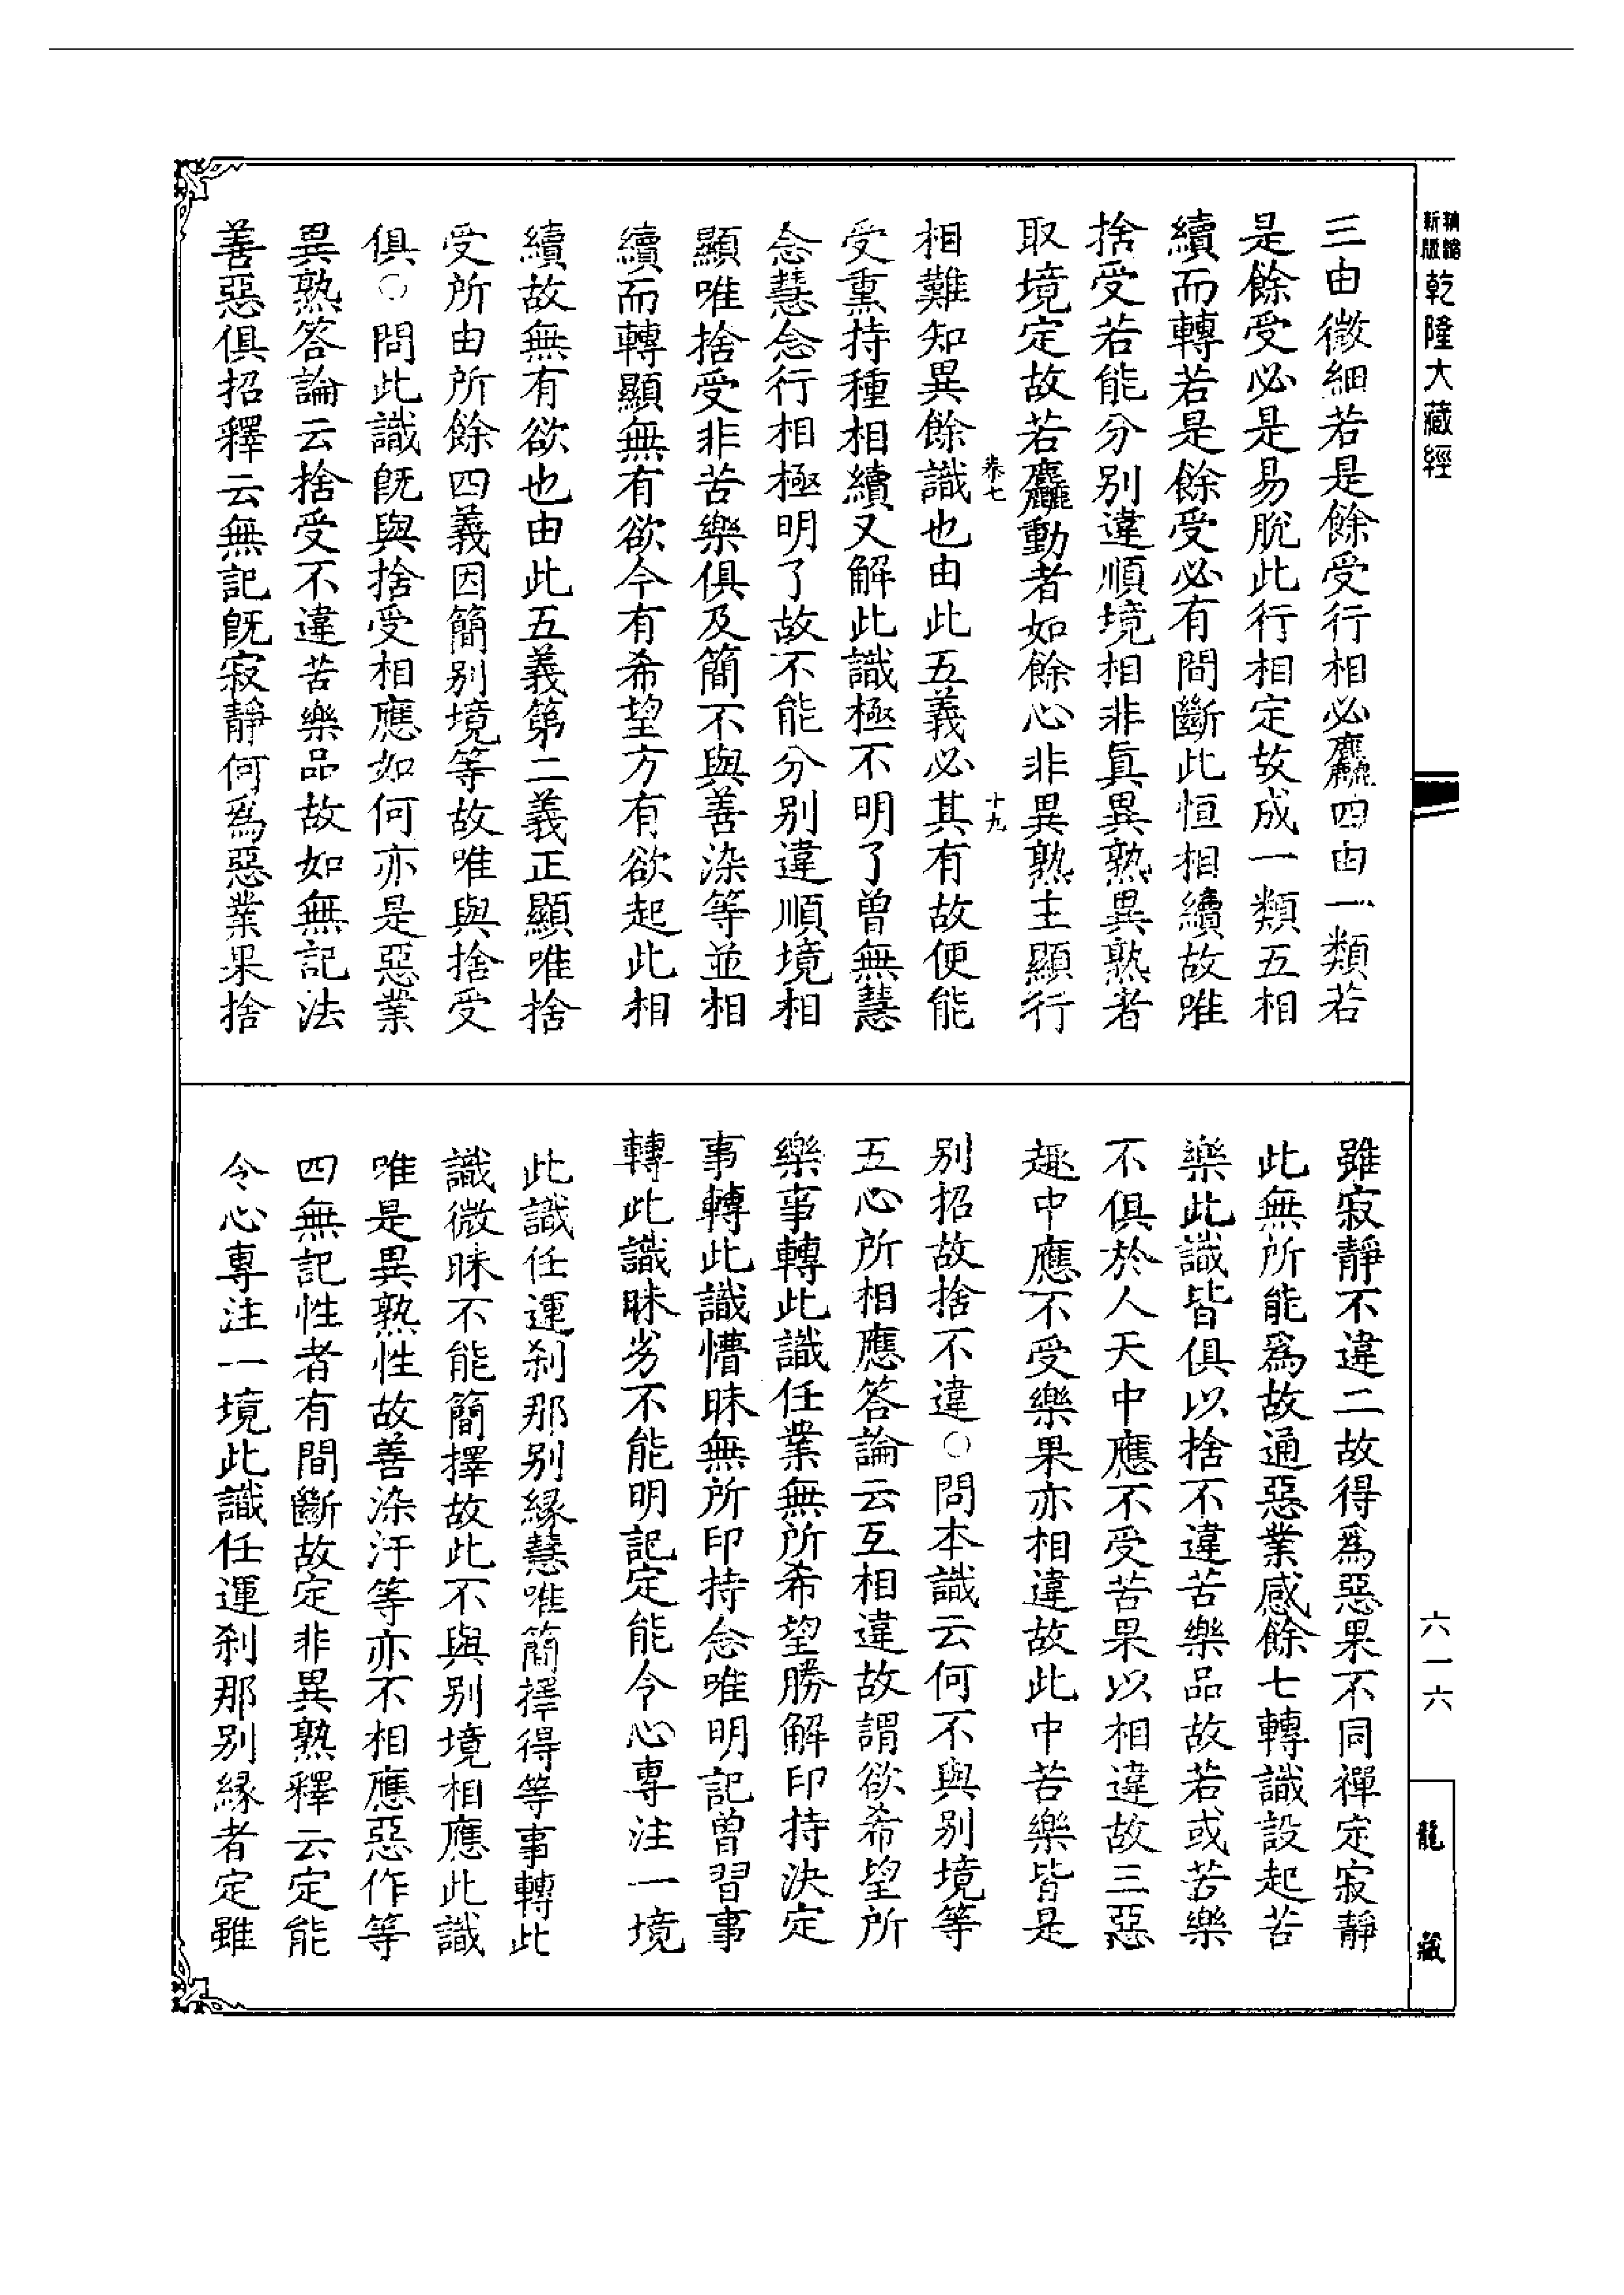 新版 精縮 乾隆大藏經
三由微細若是餘受行相必麤四由一類若
是餘受必是易脫此行相定故成一類五相
續而轉若是餘受必有間斷此恒相續故唯
捨受若能分別違順境相非真異熟異熟者
取境定故若麤動者如餘心非異熟主顯行
卷七 十九
相難知異餘識也由此五義必其有故便能
受熏持種相續又解此識極不明了曾無慧
念慧念行相極明了故不能分別違順境相
顯唯捨受非苦樂俱及簡不與善染等並相
續而轉顯無有欲今有希望方有欲起此相
續故無有欲也由此五義第二義正顯唯捨
受所由所餘四義因簡別境等故唯與捨受
俱○問此識旣與捨受相應如何亦是惡業
異熟答論云捨受不違苦樂品故如無記法
善惡俱招釋云無記旣寂靜何爲惡業果捨
雖寂靜不違二故得爲惡果不同禪定寂靜
此無所能爲故通惡業感餘七轉識設起苦
樂此識皆俱以捨不違苦樂品故若或苦樂
不俱於人天中應不受苦果以相違故三惡
趣中應不受樂果亦相違故此中苦樂皆是
別招故捨不違○問本識云何不與別境等
五心所相應答論云互相違故謂欲希望所
樂事轉此識任業無所希望勝解印持決定
事轉此識懵昧無所印持念唯明記曾習事
轉此識昧劣不能明記定能令心專注一境
此識任運刹那別緣慧唯簡擇得等事轉此
識微昧不能簡擇故此不與別境相應此識
唯是異熟性故善染汙等亦不相應惡作等
四無記性者有間斷故定非異熟釋云定能
令心專注一境此識任運刹那別緣者定雖
六一六
龍藏